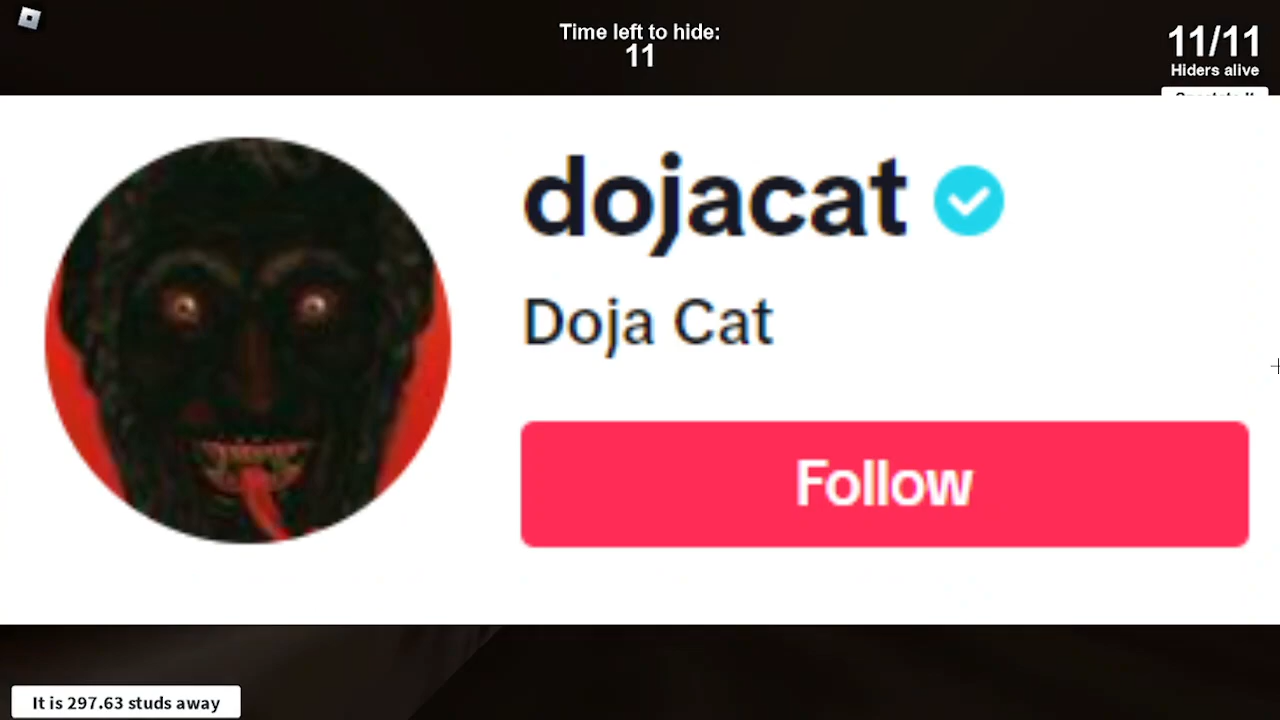 Time left to hide:
11
11/11
Hiders alive
dojacat
Doja Cat
Follow
It is 297.63 studs away